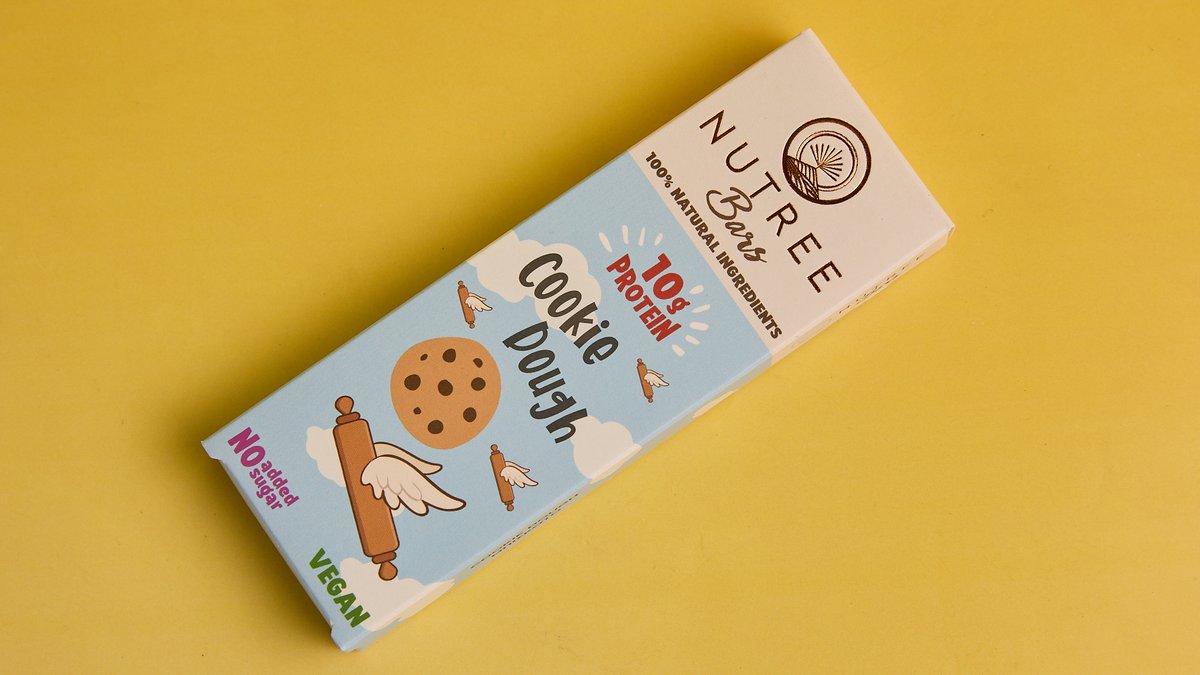 NUTREE
Bars
100% NATURAL INGREDIENTS
10g
PROTEIN
Cookie
Dough
NO
added
sugar
VEGAN